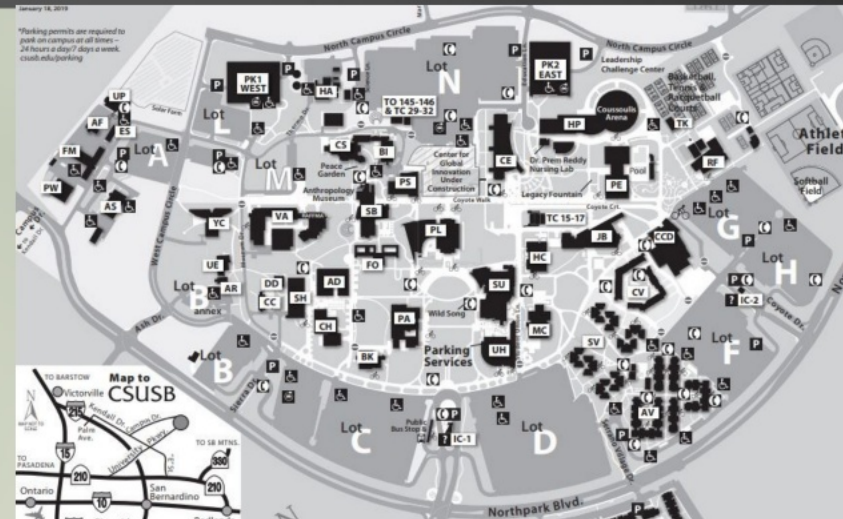 January 18, 2019
*Parking permits are required to
park on campus at all times –
24 hours a day/7 days a week.
csusb.edu/parking
North Campus Circle
North Campus Circle
Leadership
Challenge Center
Basketball,
Tennis &
Racquetball
Courts
Lot
N
PK1
WEST
PK2
EAST
HA
TO 145-146
& TC 29-32
UP
AF
ES
FM
PW
AS
Solar Farm
Lot
L
Lot
A
Lot
M
CS
BI
Peace
Garden
Anthropology
Museum
PS
SB
Center for
Global
Innovation
Under
Construction
CE
HP
Coussoulis
Arena
Dr. Prem Reddy
Nursing Lab
Legacy Fountain
PE
Pool
TK
RF
Athlet
Field
Softball
Field
Coyote Walk
Coyote Crt.
TC 15-17
West Campus Circle
YC
VA
PL
FO
JB
CCD
HC
CV
Lot
G
Lot
H
IC-2
Coyote Dr.
UE
AR
Lot
B
annex
DD
CC
SH
AD
CH
PA
BK
SU
Wild Song
MC
UH
Parking
Services
SV
AV
Lot
F
Ash Dr.
Lot
B
Sierra Dr.
Lot
C
Public
Bus Stop &
IC-1
Lot
D
Serrano Village Dr.
Northpark Blvd.
TO BARSTOW
Map to
CSUSB
Victorville
N
215
Kendall Dr.
Campus Dr.
Palm
Ave.
University Pkwy.
15
TO
PASADENA
TO SB MTNS.
330
210
210
Ontario
10
San
Bernardino